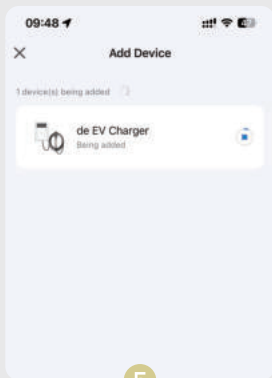 09:48
Add Device
1 device(s) being added
de EV Charger
Being added